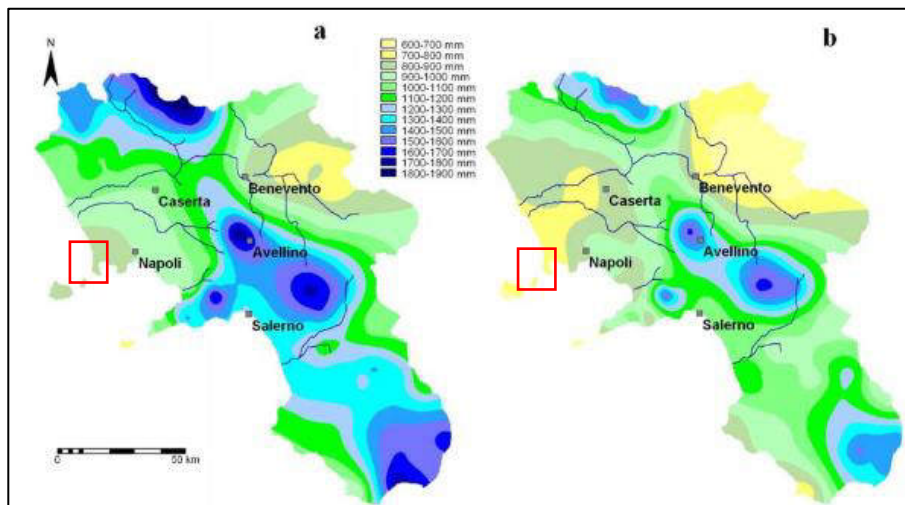 a
b
N
600-700 mm
700-800 mm
800-900 mm
900-1000 mm
1000-1100 mm
1100-1200 mm
1200-1300 mm
1300-1400 mm
1400-1500 mm
1500-1600 mm
1600-1700 mm
1700-1800 mm
1800-1900 mm
Benevento
Caserta
Avellino
Napoli
Salerno
0 50 km
Benevento
Caserta
Avellino
Napoli
Salerno